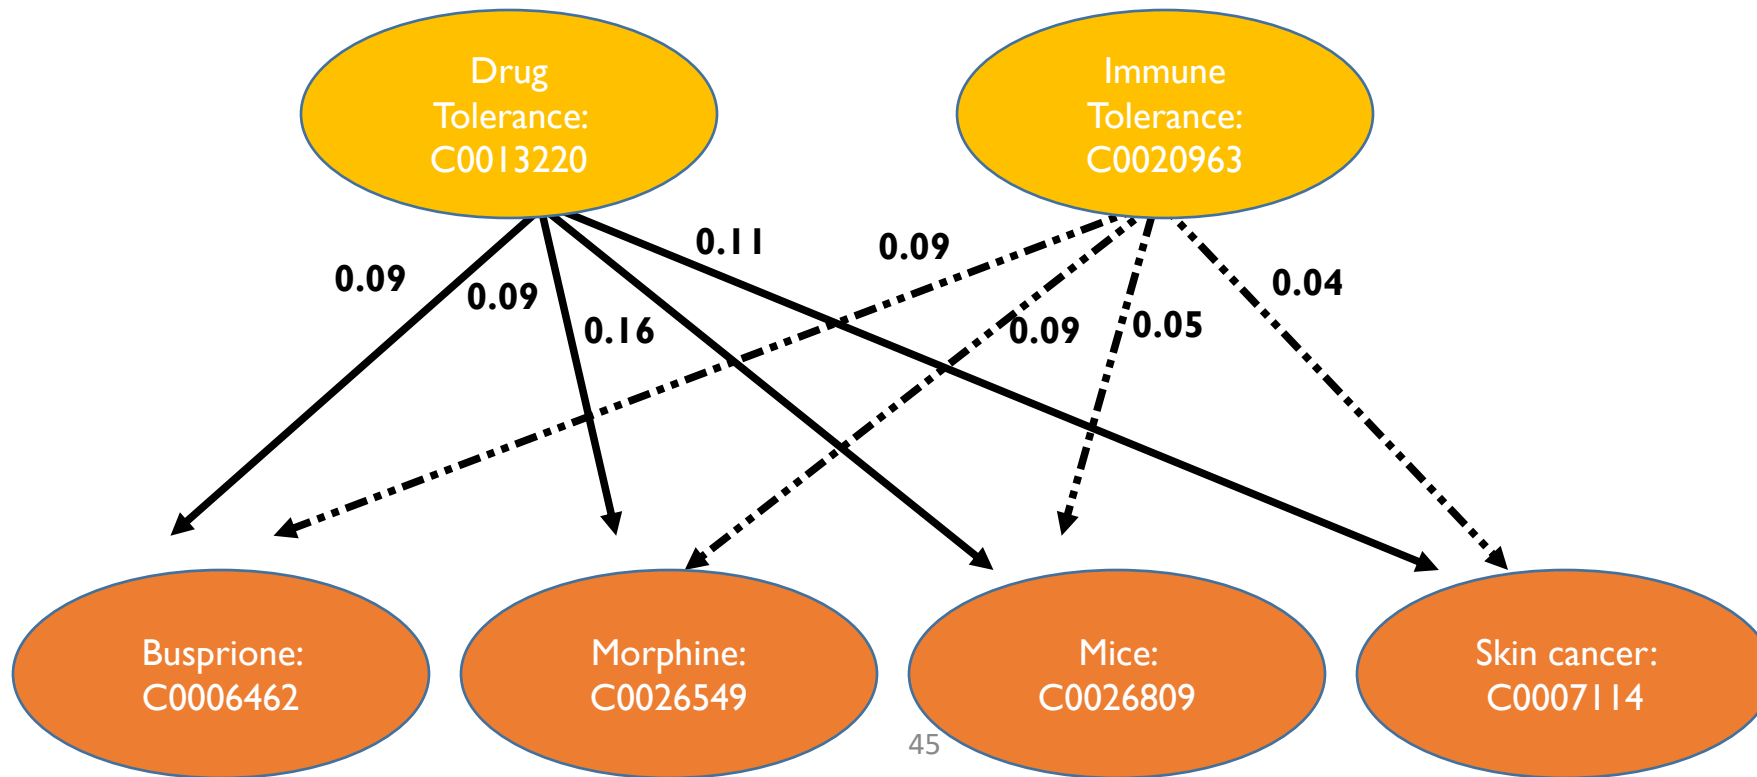 Drug
Tolerance:
C0013220
Immune
Tolerance:
C0020963
0.11
0.09
0.09
0.09
0.04
0.16
0.09
0.05
Busprione:
C0006462
Morphine:
C0026549
Mice:
C0026809
Skin cancer:
C0007114
45